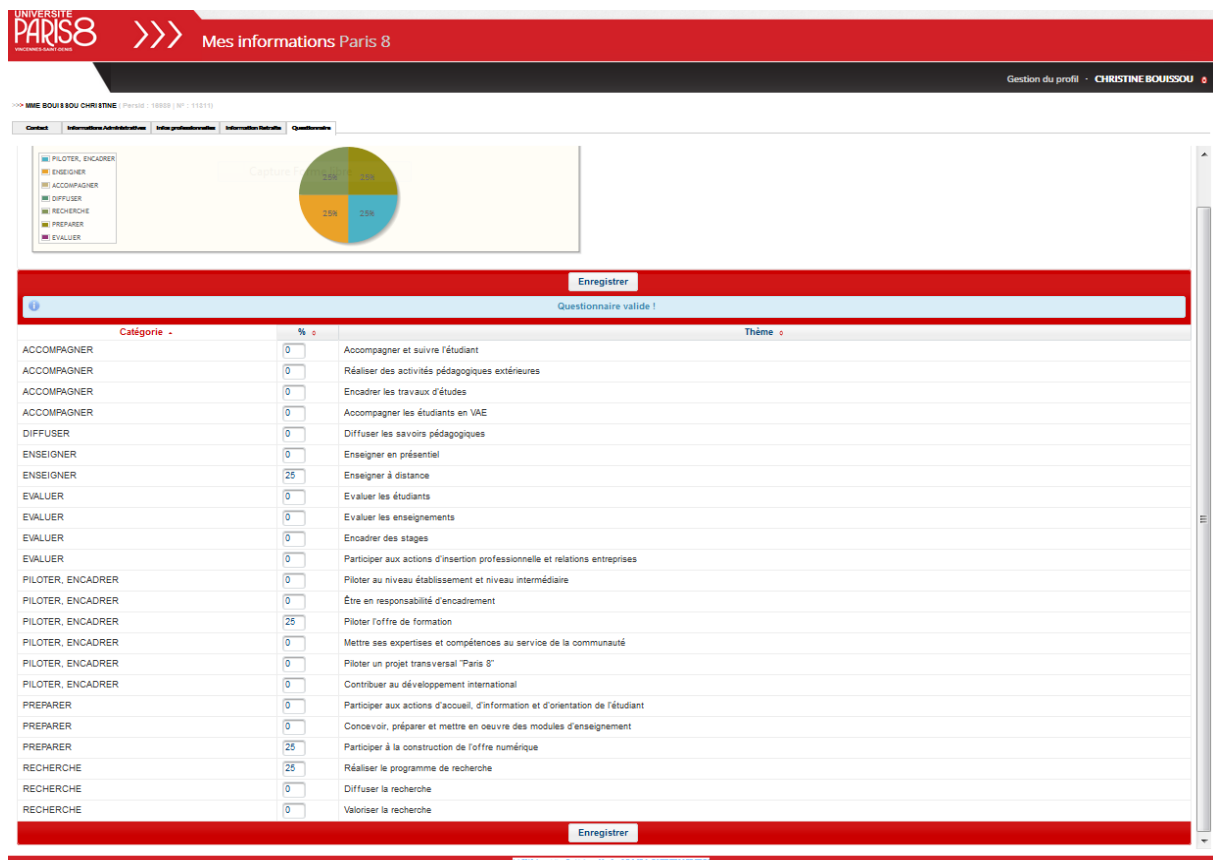 UNIVERSITE
PARIS8
VINCENNES-SAINT-DENIS
Mes informations Paris 8
Gestion du profil · CHRISTINE BOUISSOU
>>> MME BOUISSOU CHRISTINE
Contact Informations Administratives Infos professionnelles Information Retraite Questionnaire
PILOTER, ENCADRER
ENSEIGNER
ACCOMPAGNER
DIFFUSER
RECHERCHE
PREPARER
EVALUER
25% 25%
25% 25%
Enregistrer
Questionnaire valide !
Catégorie % Thème
ACCOMPAGNER 0 Accompagner et suivre l'étudiant
ACCOMPAGNER 0 Réaliser des activités pédagogiques extérieures
ACCOMPAGNER 0 Encadrer les travaux d'études
ACCOMPAGNER 0 Accompagner les étudiants en VAE
DIFFUSER 0 Diffuser les savoirs pédagogiques
ENSEIGNER 0 Enseigner en présentiel
ENSEIGNER 25 Enseigner à distance
EVALUER 0 Evaluer les étudiants
EVALUER 0 Evaluer les enseignements
EVALUER 0 Encadrer des stages
EVALUER 0 Participer aux actions d'insertion professionnelle et relations entreprises
PILOTER, ENCADRER 0 Piloter au niveau établissement et niveau intermédiaire
PILOTER, ENCADRER 0 Être en responsabilité d'encadrement
PILOTER, ENCADRER 25 Piloter l'offre de formation
PILOTER, ENCADRER 0 Mettre ses expertises et compétences au service de la communauté
PILOTER, ENCADRER 0 Piloter un projet transversal "Paris 8"
PILOTER, ENCADRER 0 Contribuer au développement international
PREPARER 0 Participer aux actions d'accueil, d'information et d'orientation de l'étudiant
PREPARER 0 Concevoir, préparer et mettre en oeuvre des modules d'enseignement
PREPARER 25 Participer à la construction de l'offre numérique
RECHERCHE 25 Réaliser le programme de recherche
RECHERCHE 0 Diffuser la recherche
RECHERCHE 0 Valoriser la recherche
Enregistrer